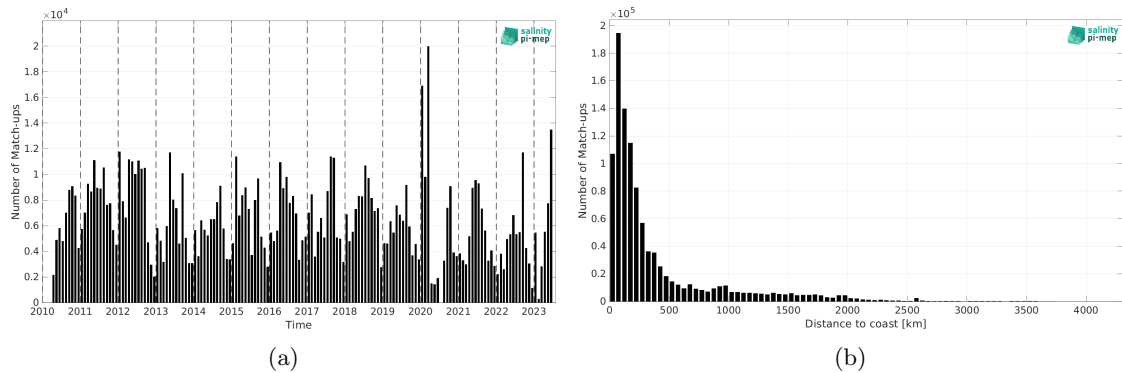 ×10⁴
salinity
pi-mep
2
1.8
1.6
1.4
1.2
1
0.8
0.6
0.4
0.2
0
Number of Match-ups
2010 2011 2012 2013 2014 2015 2016 2017 2018 2019 2020 2021 2022 2023
Time
(a)
×10⁵
salinity
pi-mep
2
1.8
1.6
1.4
1.2
1
0.8
0.6
0.4
0.2
0
Number of Match-ups
0 500 1000 1500 2000 2500 3000 3500 4000
Distance to coast [km]
(b)